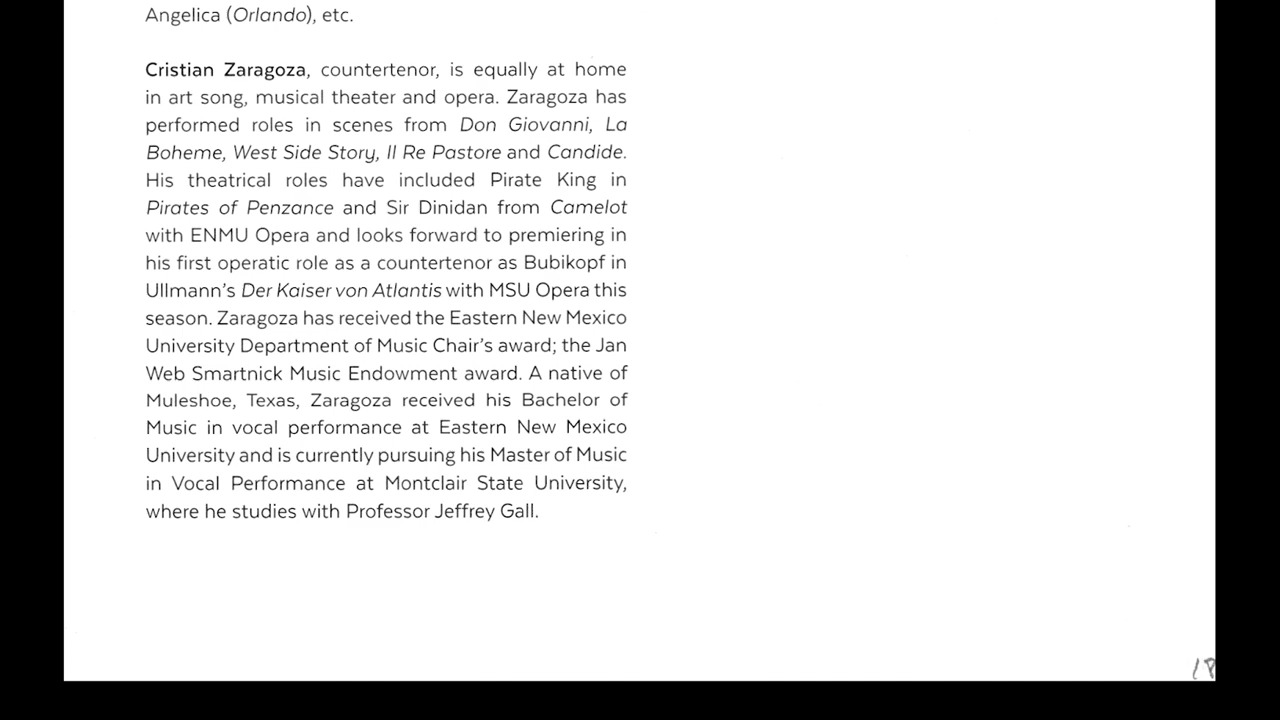 Angelica (Orlando), etc.
Cristian Zaragoza, countertenor, is equally at home
in art song, musical theater and opera. Zaragoza has
performed roles in scenes from Don Giovanni, La
Boheme, West Side Story, Il Re Pastore and Candide.
His theatrical roles have included Pirate King in
Pirates of Penzance and Sir Dinidan from Camelot
with ENMU Opera and looks forward to premiering in
his first operatic role as a countertenor as Bubikopf in
Ullmann's Der Kaiser von Atlantis with MSU Opera this
season. Zaragoza has received the Eastern New Mexico
University Department of Music Chair's award; the Jan
Web Smartnick Music Endowment award. A native of
Muleshoe, Texas, Zaragoza received his Bachelor of
Music in vocal performance at Eastern New Mexico
University and is currently pursuing his Master of Music
in Vocal Performance at Montclair State University,
where he studies with Professor Jeffrey Gall.